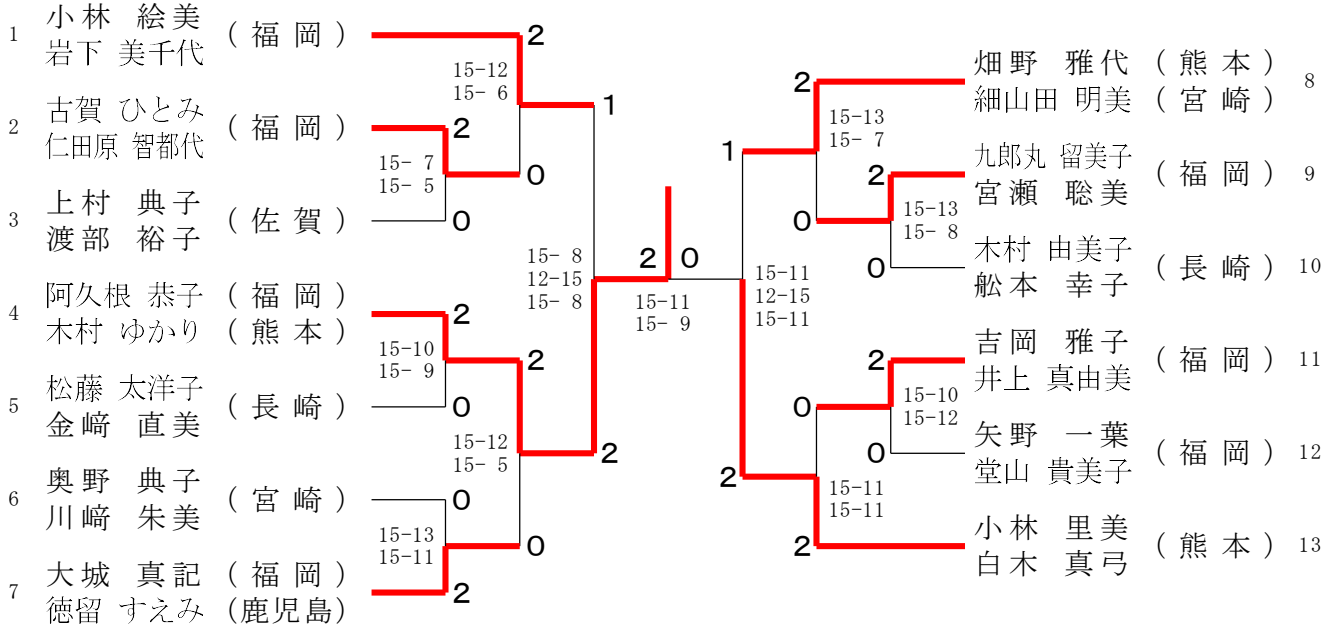 1 小林 絵美 (福岡) 2
岩下 美千代
15-12
15- 6
1
2 古賀 ひとみ (福岡) 2
仁田原 智都代
15- 7
15- 5
0
3 上村 典子 (佐賀) 0
渡部 裕子
15- 8
12-15
15- 8
4 阿久根 恭子 (福岡) 2
木村 ゆかり (熊本)
15-10
15- 9
2
5 松藤 太洋子 (長崎) 0
金﨑 直美
15-12
15- 5
2
6 奥野 典子 (宮崎) 0
川﨑 朱美
15-13
15-11
0
7 大城 真記 (福岡) 2
徳留 すえみ (鹿児島)
2 0
15-11
15- 9
2 畑野 雅代 (熊本) 8
細山田 明美 (宮崎)
15-13
15- 7
1
2 九郎丸 留美子 (福岡) 9
宮瀬 聡美
0
15-13
15- 8
0 木村 由美子 (長崎) 10
舩本 幸子
15-11
12-15
15-11
2 吉岡 雅子 (福岡) 11
井上 真由美
0
15-10
15-12
0 矢野 一葉 (福岡) 12
堂山 貴美子
2
15-11
15-11
2 小林 里美 (熊本) 13
白木 真弓